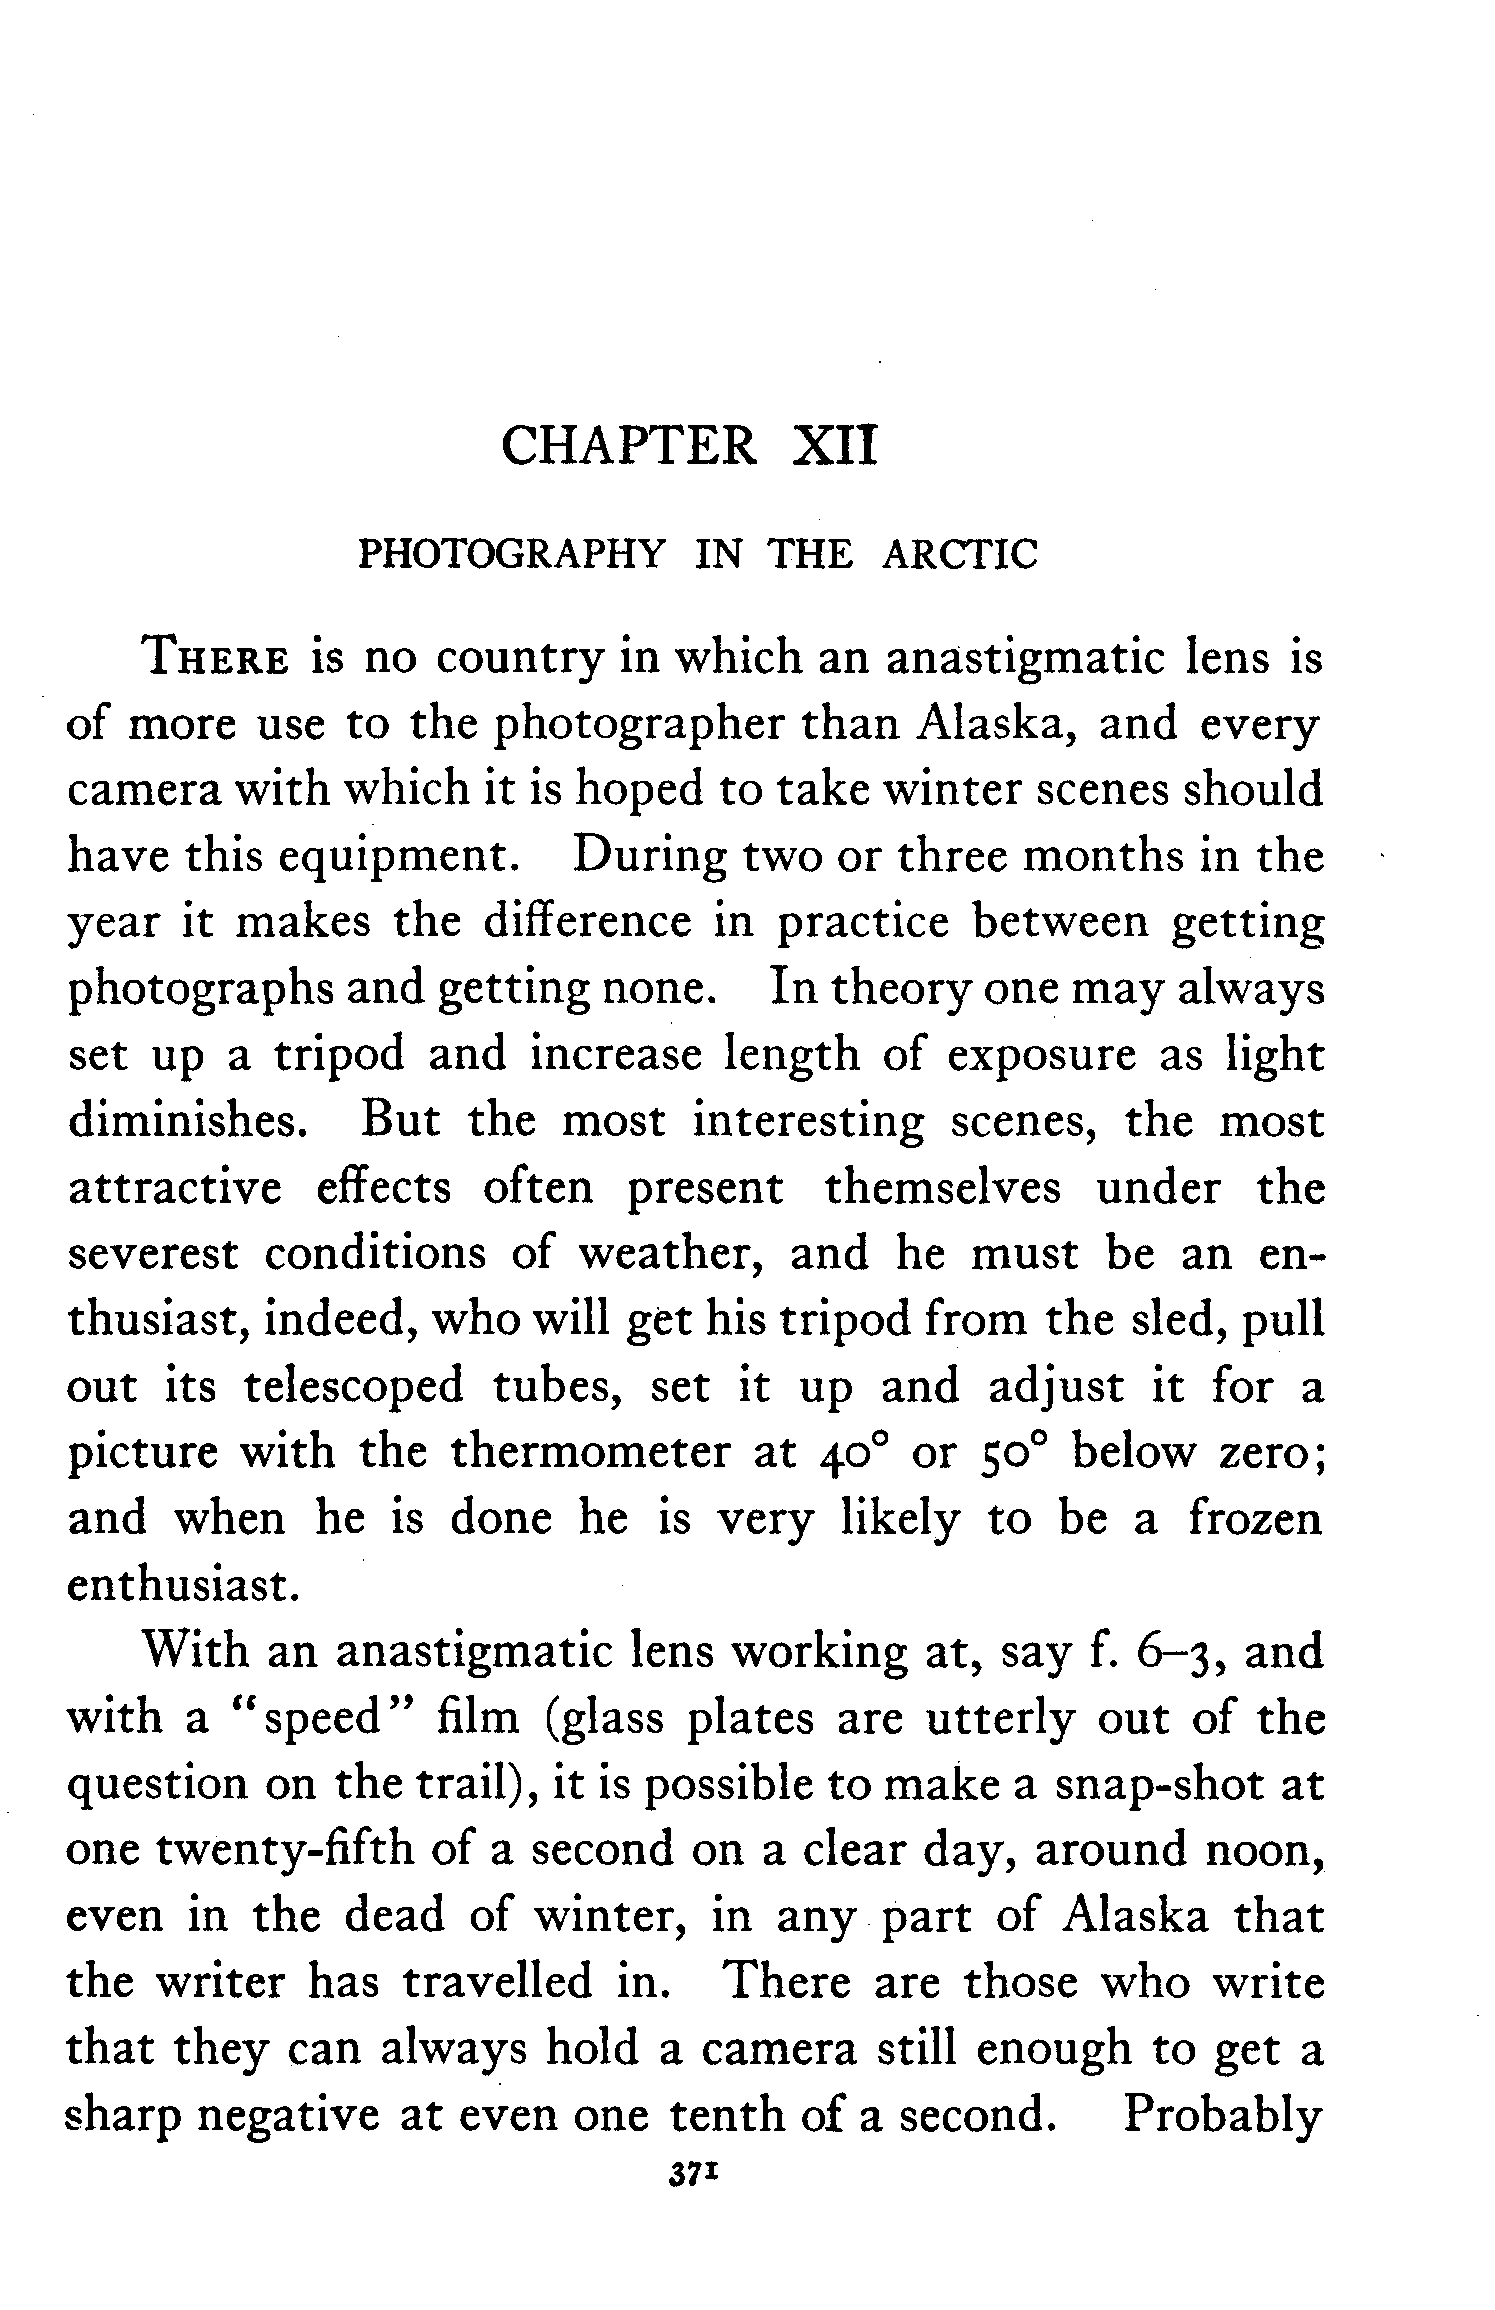 CHAPTER XII
PHOTOGRAPHY IN THE ARCTIC
THERE is no country in which an anastigmatic lens is
of more use to the photographer than Alaska, and every
camera with which it is hoped to take winter scenes should
have this equipment. During two or three months in the
year it makes the difference in practice between getting
photographs and getting none. In theory one may always
set up a tripod and increase length of exposure as light
diminishes. But the most interesting scenes, the most
attractive effects often present themselves under the
severest conditions of weather, and he must be an en-
thusiast, indeed, who will get his tripod from the sled, pull
out its telescoped tubes, set it up and adjust it for a
picture with the thermometer at 40° or 50° below zero;
and when he is done he is very likely to be a frozen
enthusiast.
With an anastigmatic lens working at, say f. 6–3, and
with a “speed” film (glass plates are utterly out of the
question on the trail), it is possible to make a snap-shot at
one twenty-fifth of a second on a clear day, around noon,
even in the dead of winter, in any part of Alaska that
the writer has travelled in. There are those who write
that they can always hold a camera still enough to get a
sharp negative at even one tenth of a second. Probably
371